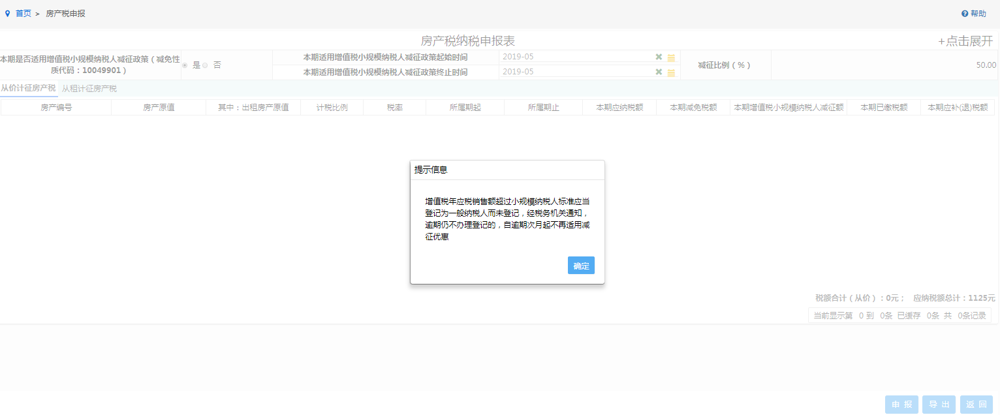 首页 > 房产税申报
帮助
房产税纳税申报表
+点击展开
本期是否适用增值税小规模纳税人减征政策（减免性
质代码：10049901）
是 否
本期适用增值税小规模纳税人减征政策起始时间
2019-05
本期适用增值税小规模纳税人减征政策终止时间
2019-05
减征比例（%）
50.00
从价计征房产税 从租计征房产税
房产编号 房产原值 其中：出租房产原值 计税比例 税率 所属期起 所属期止 本期应纳税额 本期减免税额 本期增值税小规模纳税人减征额 本期已缴税额 本期应补(退)税额
提示信息
增值税年应税销售额超过小规模纳税人标准应当
登记为一般纳税人而未登记，经税务机关通知，
逾期仍不办理登记的，自逾期次月起不再适用减
征优惠
确定
税额合计（从价）：0元； 应纳税额总计：1125元
当前显示第 0 到 0条 已缓存 0条 共 0条记录
申 报 导 出 返 回